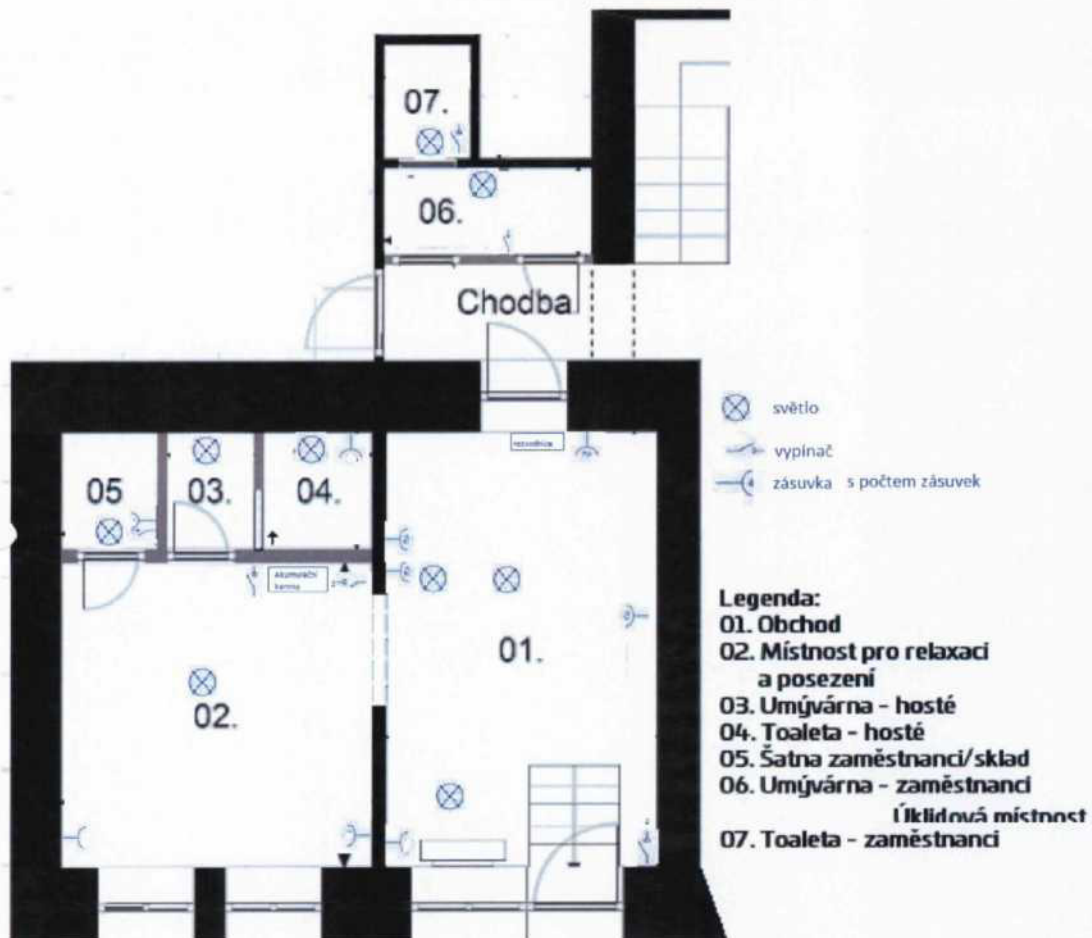 07.
06.
Chodba
světlo
vypínač
zásuvka s počtem zásuvek
05
03.
04.
Akumulační
kamna
01.
02.
Legenda:
01. Obchod
02. Místnost pro relaxaci
a posezení
03. Umývárna - hosté
04. Toaleta - hosté
05. Šatna zaměstnanci/sklad
06. Umývárna - zaměstnanci
Úklidová místnost
07. Toaleta - zaměstnanci